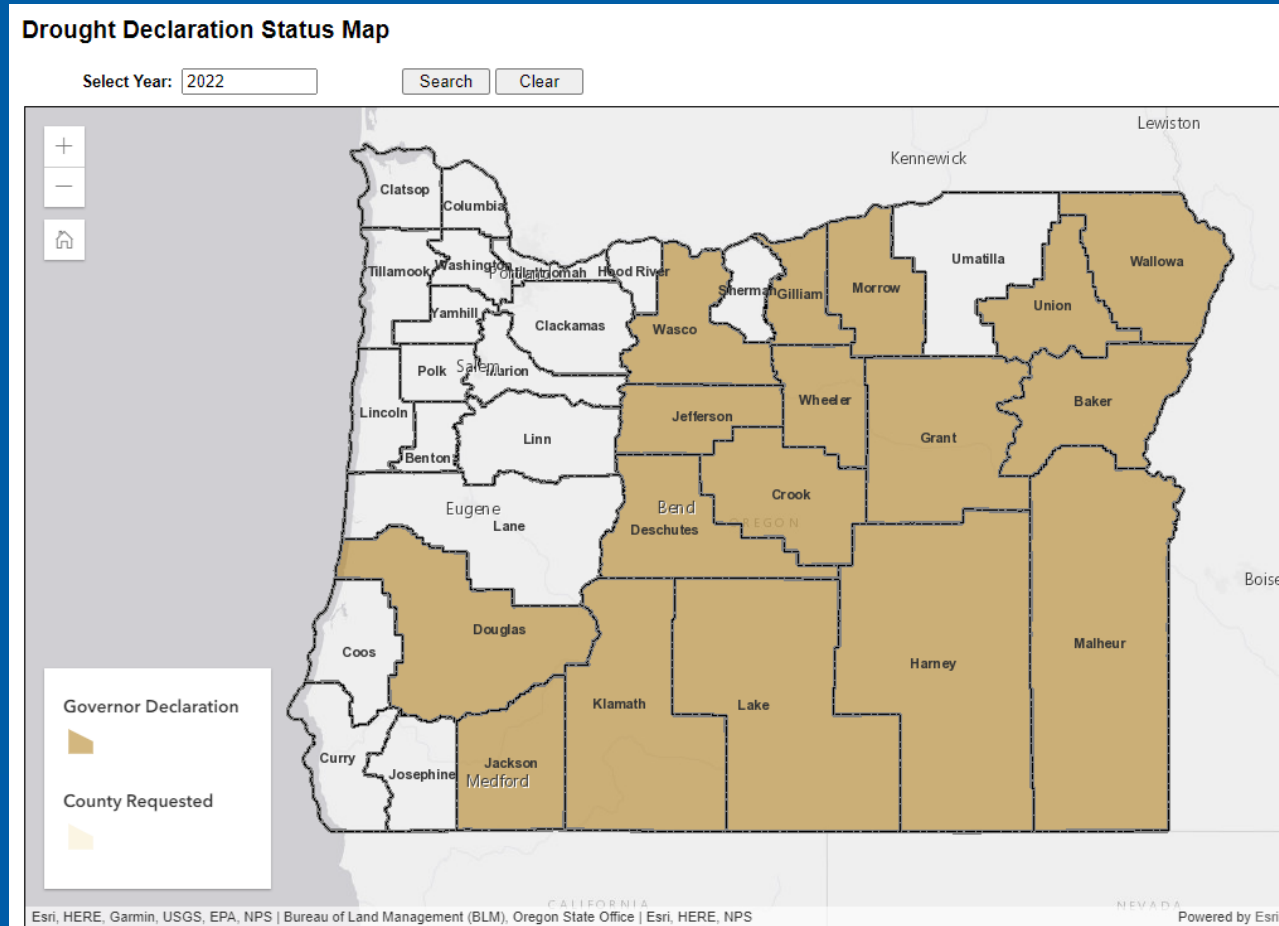 Drought Declaration Status Map
Select Year: 2022 Search Clear
Lewiston
Kennewick
Clatsop
Columbia
Tillamook
Washington
Hood River
Umatilla
Wallowa
Sherman
Gilliam
Morrow
Union
Yamhill
Clackamas
Wasco
Polk
Salem
Marion
Lincoln
Jefferson
Wheeler
Baker
Linn
Grant
Benton
Crook
Eugene
Lane
Bend
Deschutes
OREGON
Boise
Douglas
Coos
Malheur
Harney
Klamath
Lake
Curry
Josephine
Jackson
Medford
Governor Declaration
County Requested
CALIFORNIA
NEVADA
Esri, HERE, Garmin, USGS, EPA, NPS | Bureau of Land Management (BLM), Oregon State Office | Esri, HERE, NPS
Powered by Esri